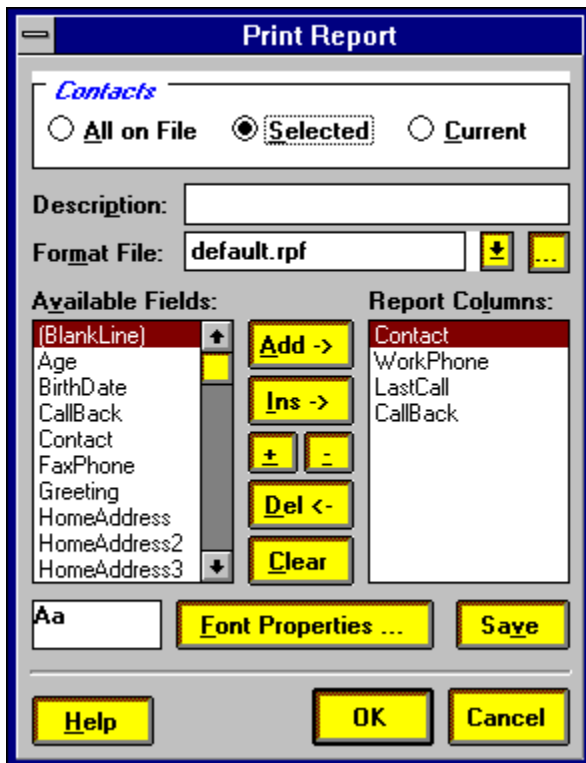 Print Report
Contacts
All on File Selected Current
Description:
Format File: default.rpf ...
Available Fields: Report Columns:
(BlankLine)
Age
BirthDate
CallBack
Contact
FaxPhone
Greeting
HomeAddress
HomeAddress2
HomeAddress3
Add ->
Ins ->
+ -
Del <-
Clear
Contact
WorkPhone
LastCall
CallBack
Aa Font Properties ... Save
Help OK Cancel